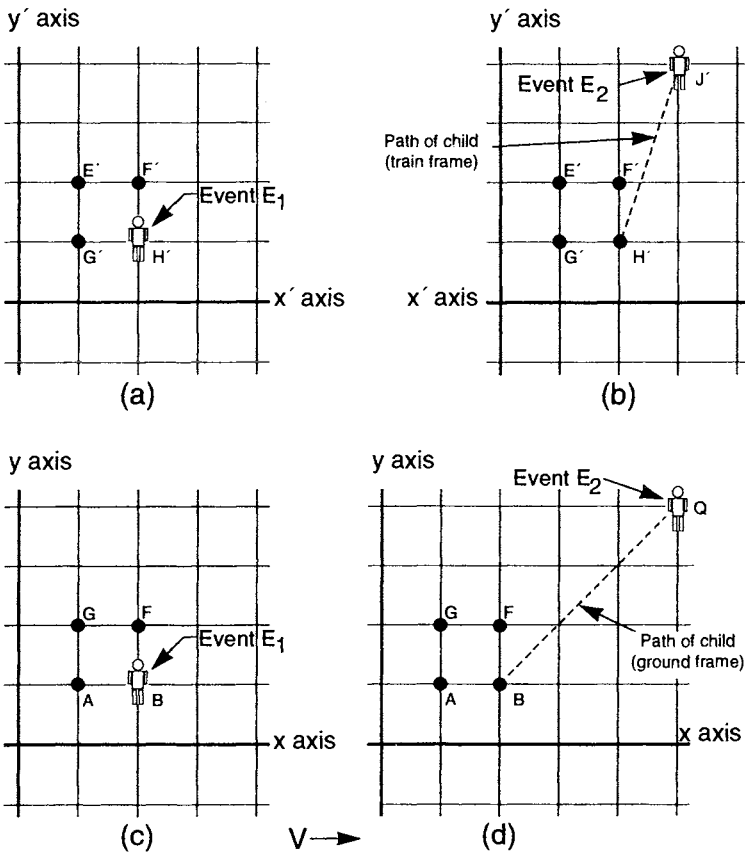 y´ axis
E´
F´
Event E1
G´
H´
x´ axis
(a)
y´ axis
Event E2
J´
Path of child
(train frame)
E´
F´
G´
H´
x´ axis
(b)
y axis
G
F
Event E1
A
B
x axis
(c)
V
y axis
Event E2
Q
G
F
Path of child
(ground frame)
A
B
x axis
(d)